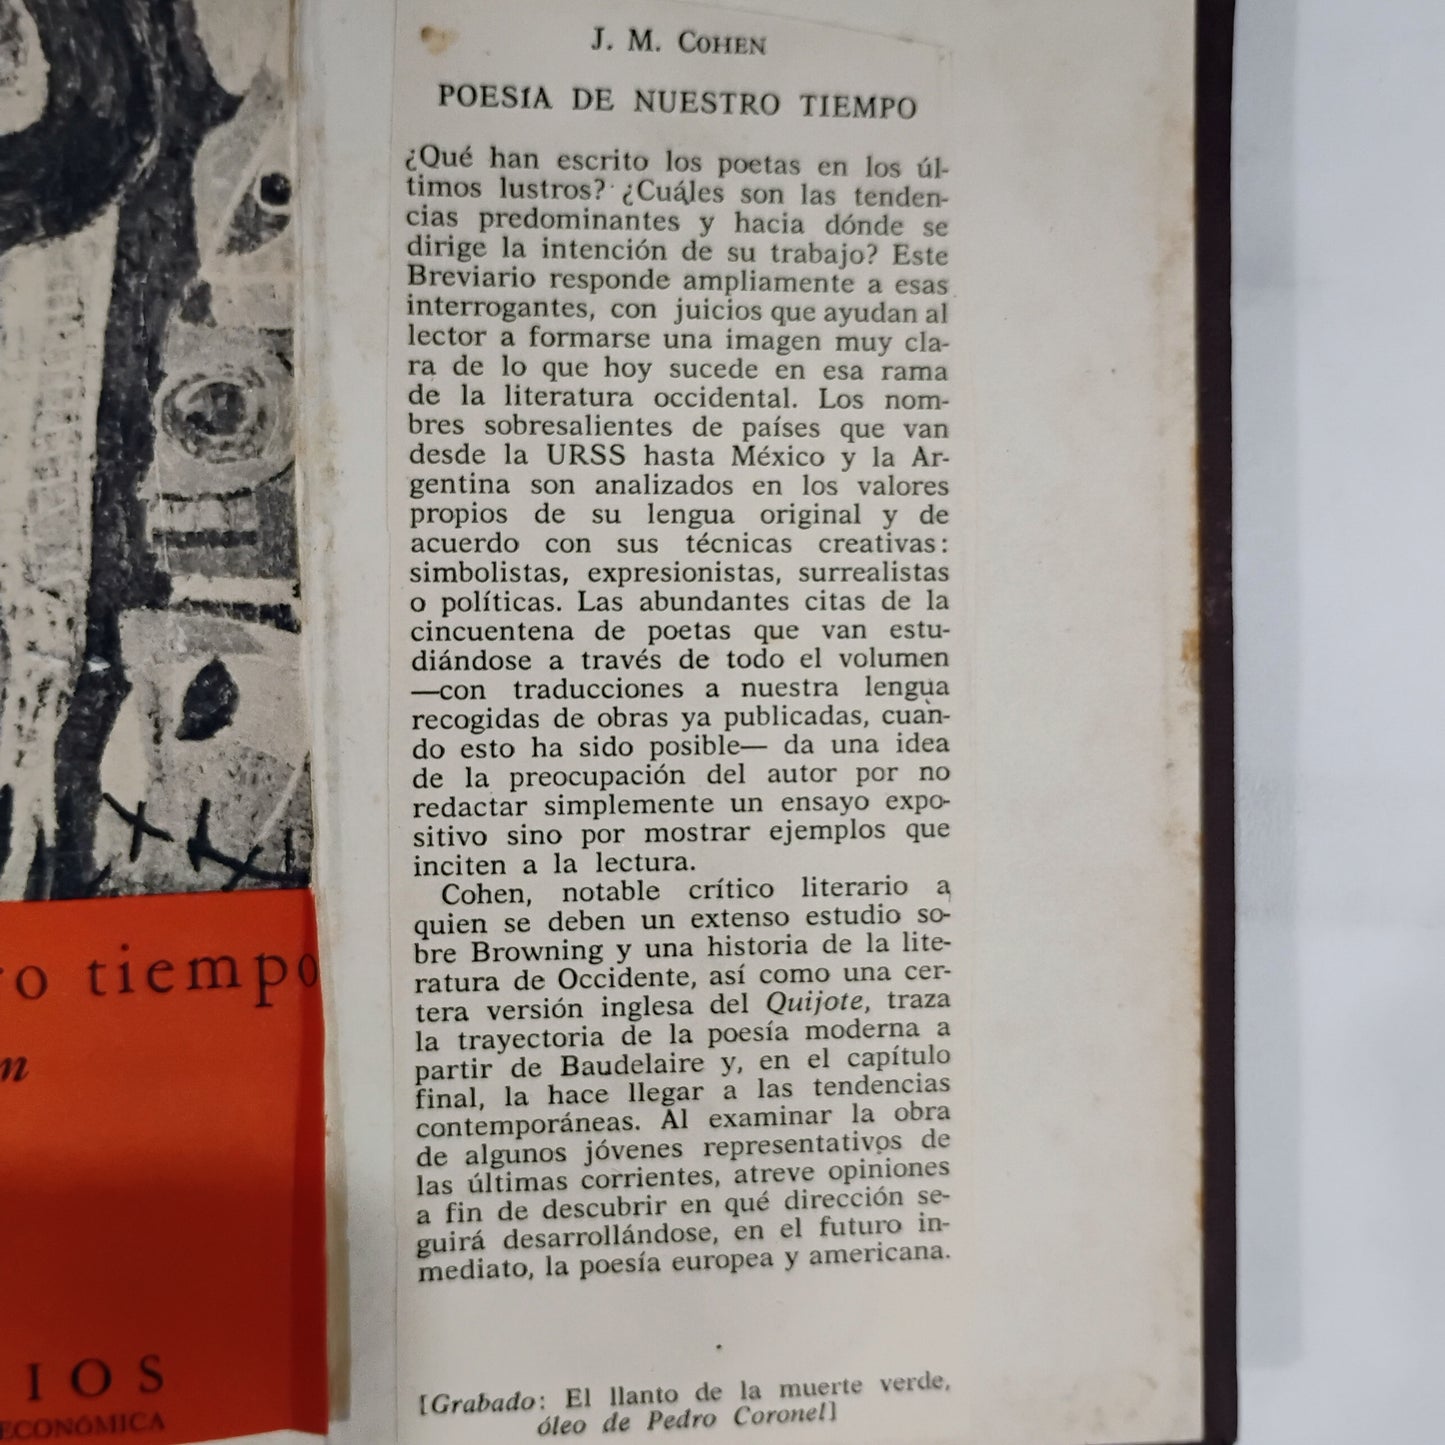 J. M. COHEN
POESÍA DE NUESTRO TIEMPO
¿Qué han escrito los poetas en los úl-
timos lustros? ¿Cuáles son las tenden-
cias predominantes y hacia dónde se
dirige la intención de su trabajo? Este
Breviario responde ampliamente a esas
interrogantes, con juicios que ayudan al
lector a formarse una imagen muy cla-
ra de lo que hoy sucede en esa rama
de la literatura occidental. Los nom-
bres sobresalientes de países que van
desde la URSS hasta México y la Ar-
gentina son analizados en los valores
propios de su lengua original y de
acuerdo con sus técnicas creativas:
simbolistas, expresionistas, surrealistas
o políticas. Las abundantes citas de la
cincuentena de poetas que van estu-
diándose a través de todo el volumen
—con traducciones a nuestra lengua
recogidas de obras ya publicadas, cuan-
do esto ha sido posible— da una idea
de la preocupación del autor por no
redactar simplemente un ensayo expo-
sitivo sino por mostrar ejemplos que
inciten a la lectura.
Cohen, notable crítico literario a
quien se deben un extenso estudio so-
bre Browning y una historia de la lite-
ratura de Occidente, así como una cer-
tera versión inglesa del Quijote, traza
la trayectoria de la poesía moderna a
partir de Baudelaire y, en el capítulo
final, la hace llegar a las tendencias
contemporáneas. Al examinar la obra
de algunos jóvenes representativos de
las últimas corrientes, atreve opiniones
a fin de descubrir en qué dirección se-
guirá desarrollándose, en el futuro in-
mediato, la poesía europea y americana.
[Grabado: El llanto de la muerte verde,
óleo de Pedro Coronel]
ro tiempo
n
IOS
ECONÓMICA